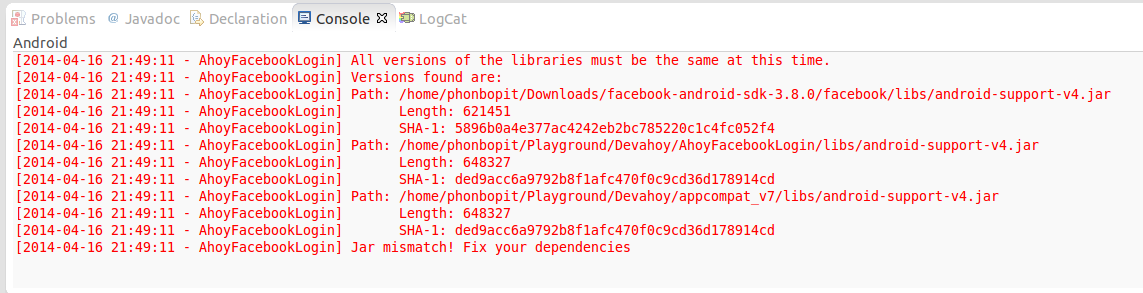 Problems @ Javadoc Declaration Console LogCat
Android
[2014-04-16 21:49:11 - AhoyFacebookLogin] All versions of the libraries must be the same at this time.
[2014-04-16 21:49:11 - AhoyFacebookLogin] Versions found are:
[2014-04-16 21:49:11 - AhoyFacebookLogin] Path: /home/phonbopit/Downloads/facebook-android-sdk-3.8.0/facebook/libs/android-support-v4.jar
[2014-04-16 21:49:11 - AhoyFacebookLogin] Length: 621451
[2014-04-16 21:49:11 - AhoyFacebookLogin] SHA-1: 5896b0a4e377ac4242eb2bc785220c1c4fc052f4
[2014-04-16 21:49:11 - AhoyFacebookLogin] Path: /home/phonbopit/Playground/Devahoy/AhoyFacebookLogin/libs/android-support-v4.jar
[2014-04-16 21:49:11 - AhoyFacebookLogin] Length: 648327
[2014-04-16 21:49:11 - AhoyFacebookLogin] SHA-1: ded9acc6a9792b8f1afc470f0c9cd36d178914cd
[2014-04-16 21:49:11 - AhoyFacebookLogin] Path: /home/phonbopit/Playground/Devahoy/appcompat_v7/libs/android-support-v4.jar
[2014-04-16 21:49:11 - AhoyFacebookLogin] Length: 648327
[2014-04-16 21:49:11 - AhoyFacebookLogin] SHA-1: ded9acc6a9792b8f1afc470f0c9cd36d178914cd
[2014-04-16 21:49:11 - AhoyFacebookLogin] Jar mismatch! Fix your dependencies